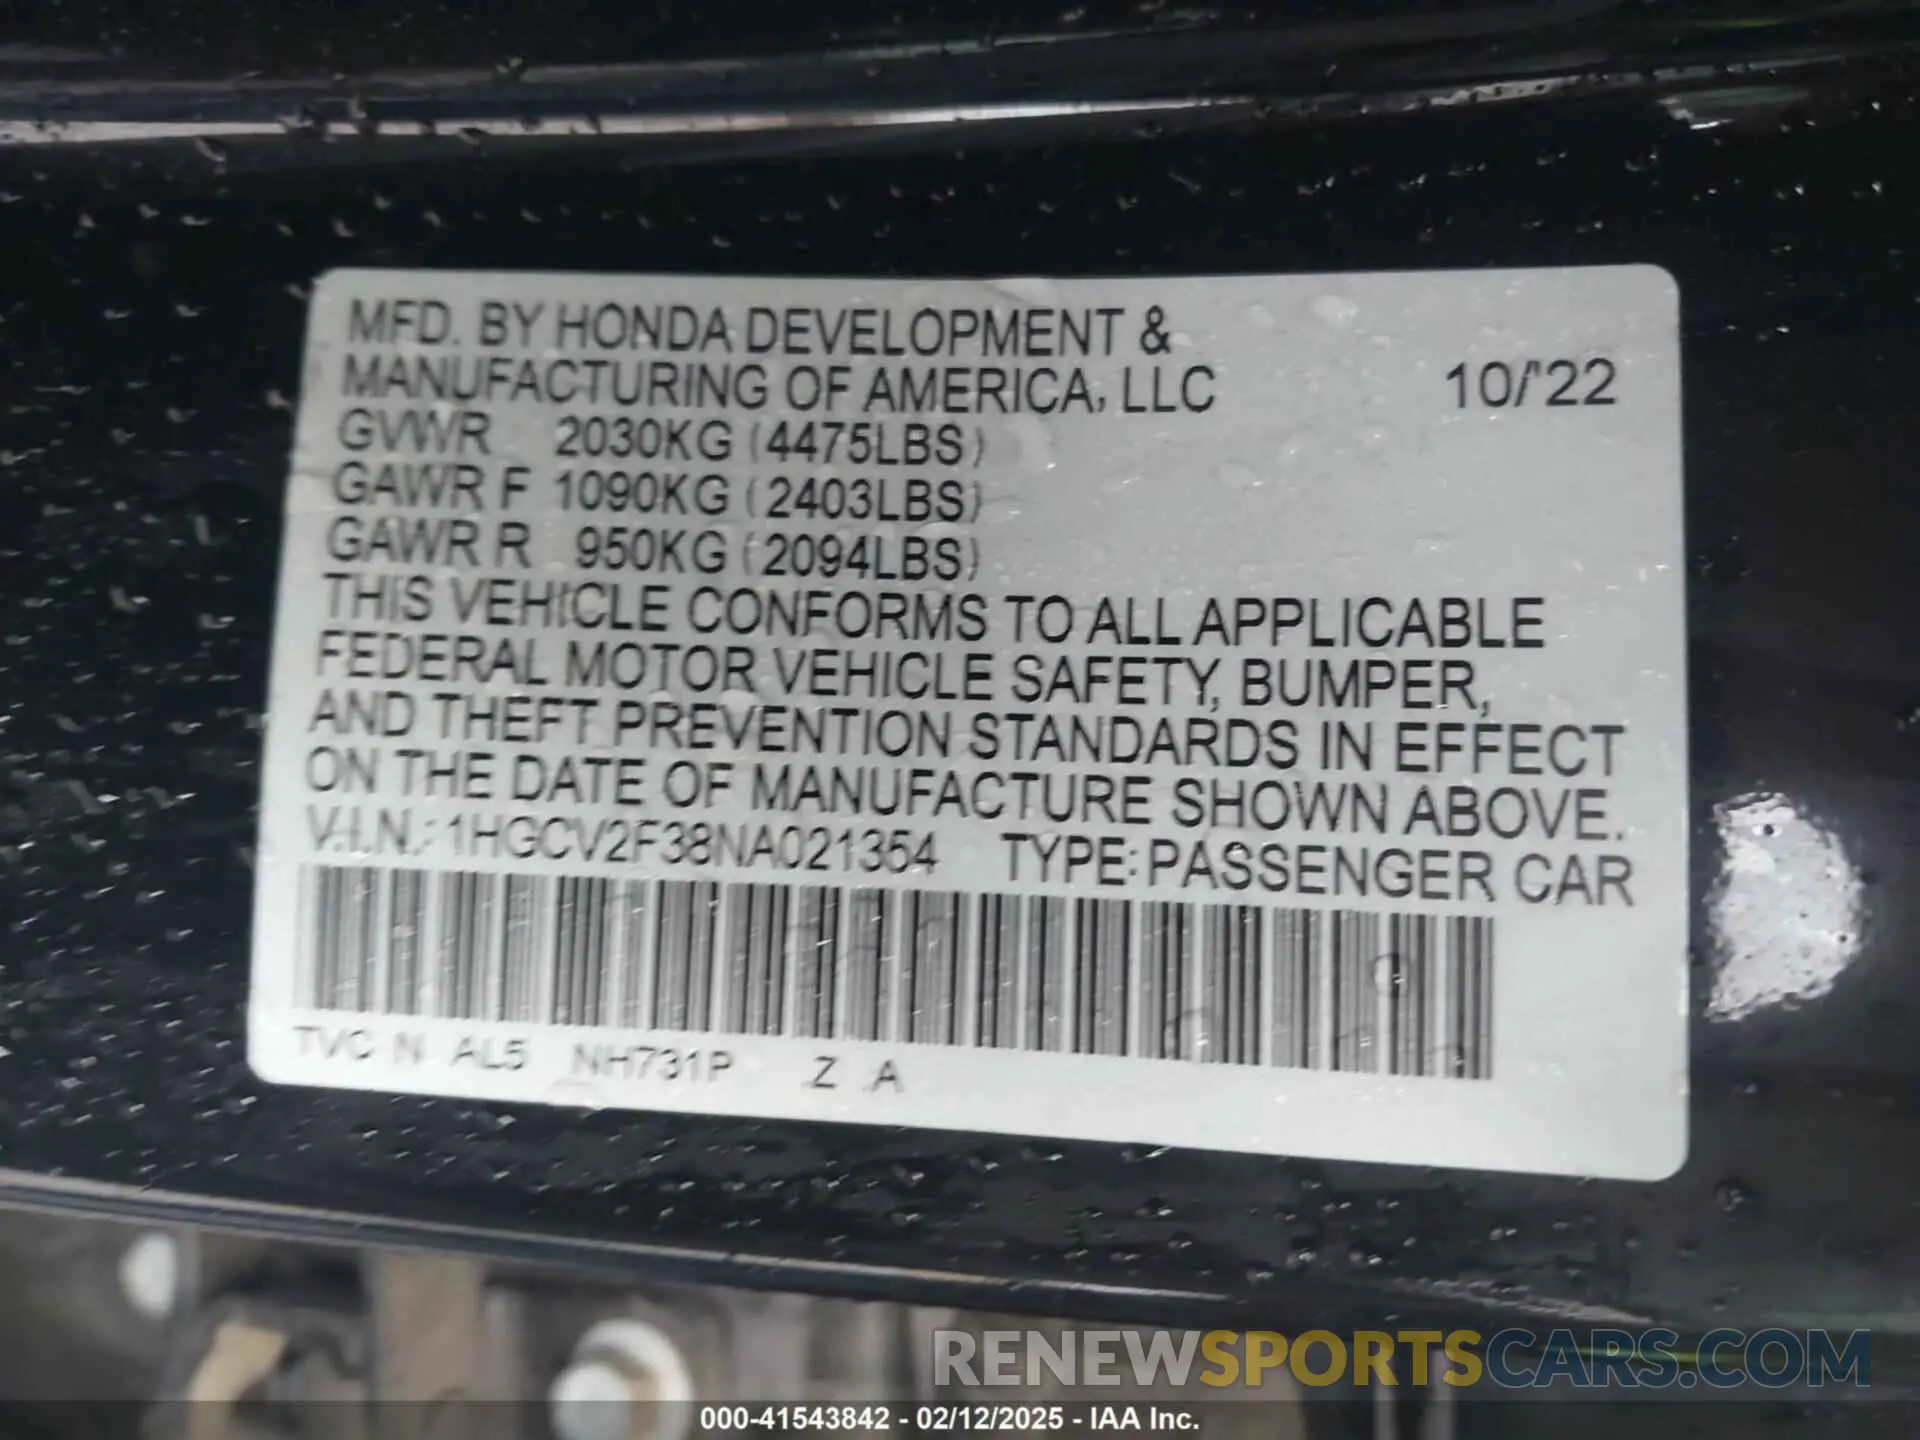 MFD. BY HONDA DEVELOPMENT &
MANUFACTURING OF AMERICA, LLC 10/'22
GVWR 2030KG (4475LBS)
GAWR F 1090KG (2403LBS)
GAWR R 950KG (2094LBS)
THIS VEHICLE CONFORMS TO ALL APPLICABLE
FEDERAL MOTOR VEHICLE SAFETY, BUMPER,
AND THEFT PREVENTION STANDARDS IN EFFECT
ON THE DATE OF MANUFACTURE SHOWN ABOVE.
V.I.N.: 1HGCV2F38NA021354 TYPE: PASSENGER CAR
TVC N AL5 NH731P Z A
RENEWSPORTSCARS.COM
000-41543842 - 02/12/2025 - IAA Inc.